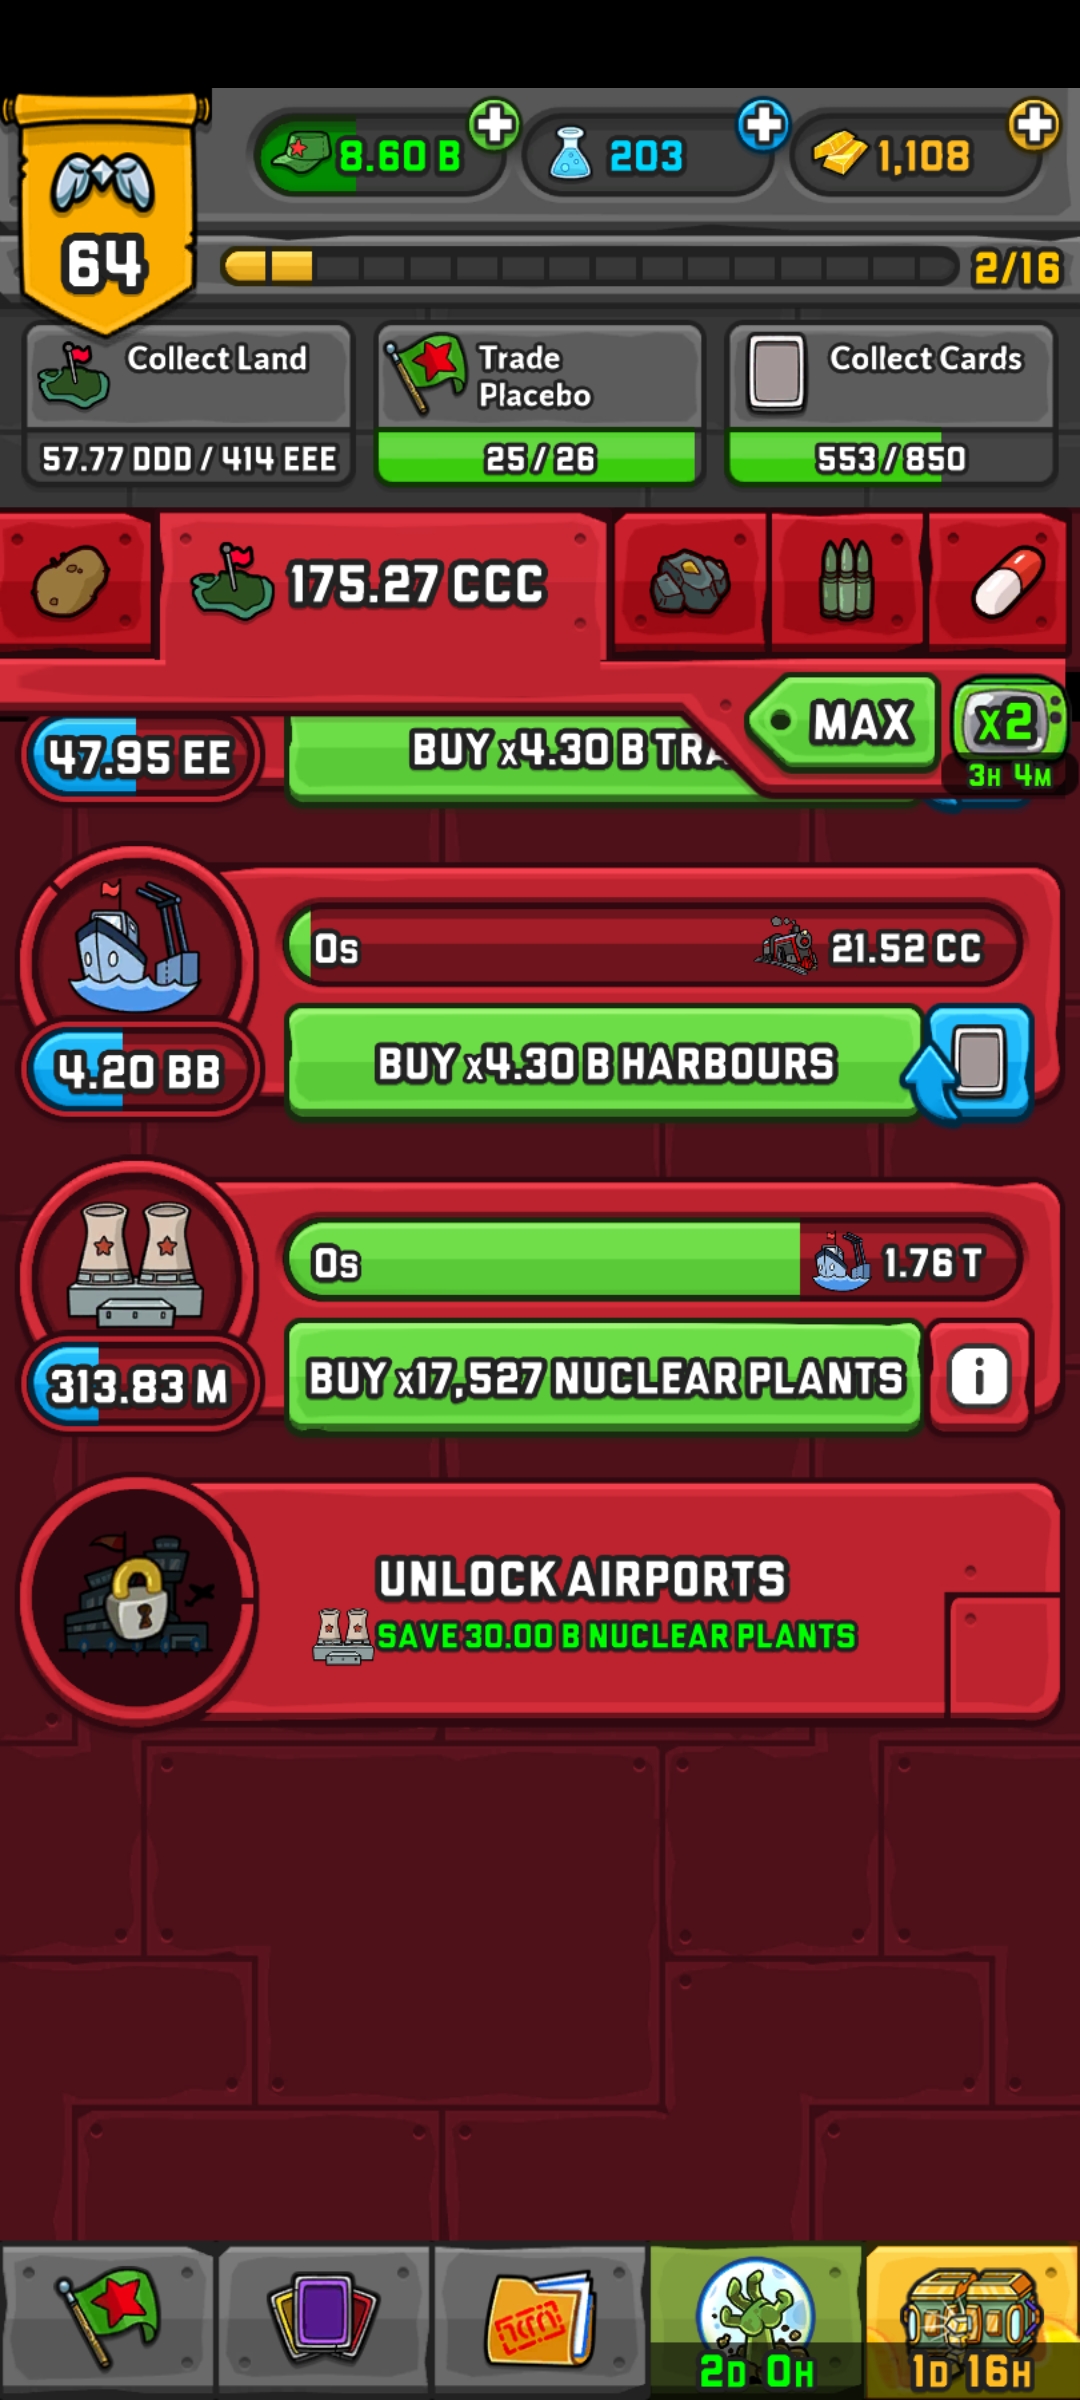 8.60 B
203
1,108
64
2/16
Collect Land
57.77 DDD / 414 EEE
Trade
Placebo
25 / 26
Collect Cards
553 / 850
175.27 CCC
MAX
X2
3H 4M
47.95 EE
BUY x4.30 B TRA
0s
21.52 CC
4.20 BB
BUY x4.30 B HARBOURS
0s
1.76 T
313.83 M
BUY x17,527 NUCLEAR PLANTS
i
UNLOCK AIRPORTS
SAVE 30.00 B NUCLEAR PLANTS
2D 0H
1D 16H